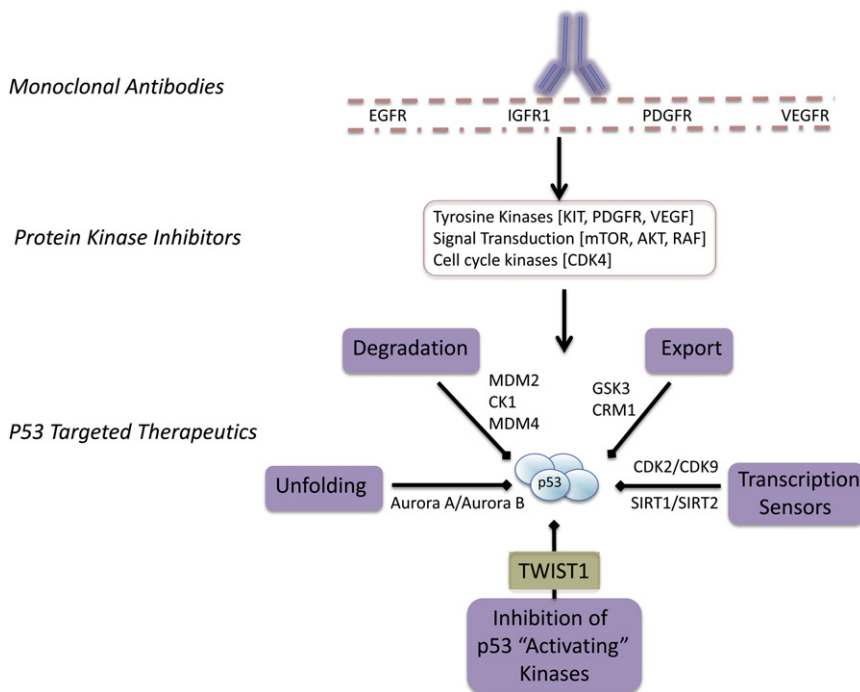 Monoclonal Antibodies
EGFR IGFR1 PDGFR VEGFR
Protein Kinase Inhibitors
Tyrosine Kinases [KIT, PDGFR, VEGF]
Signal Transduction [mTOR, AKT, RAF]
Cell cycle kinases [CDK4]
Degradation
Export
MDM2
CK1
MDM4
GSK3
CRM1
P53 Targeted Therapeutics
Unfolding
Aurora A/Aurora B
p53
CDK2/CDK9
SIRT1/SIRT2
Transcription
Sensors
TWIST1
Inhibition of
p53 “Activating”
Kinases